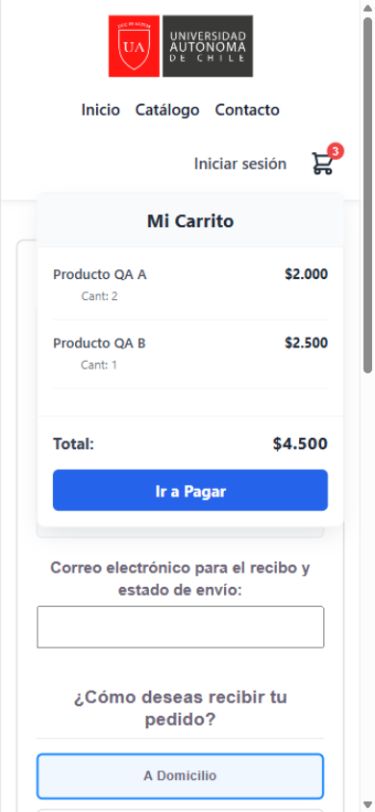 UA
UNIVERSIDAD
AUTONOMA
DE CHILE
Inicio Catálogo Contacto
Iniciar sesión
3
Mi Carrito
Producto QA A $2.000
Cant: 2
Producto QA B $2.500
Cant: 1
Total: $4.500
Ir a Pagar
Correo electrónico para el recibo y
estado de envío:
¿Cómo deseas recibir tu
pedido?
A Domicilio